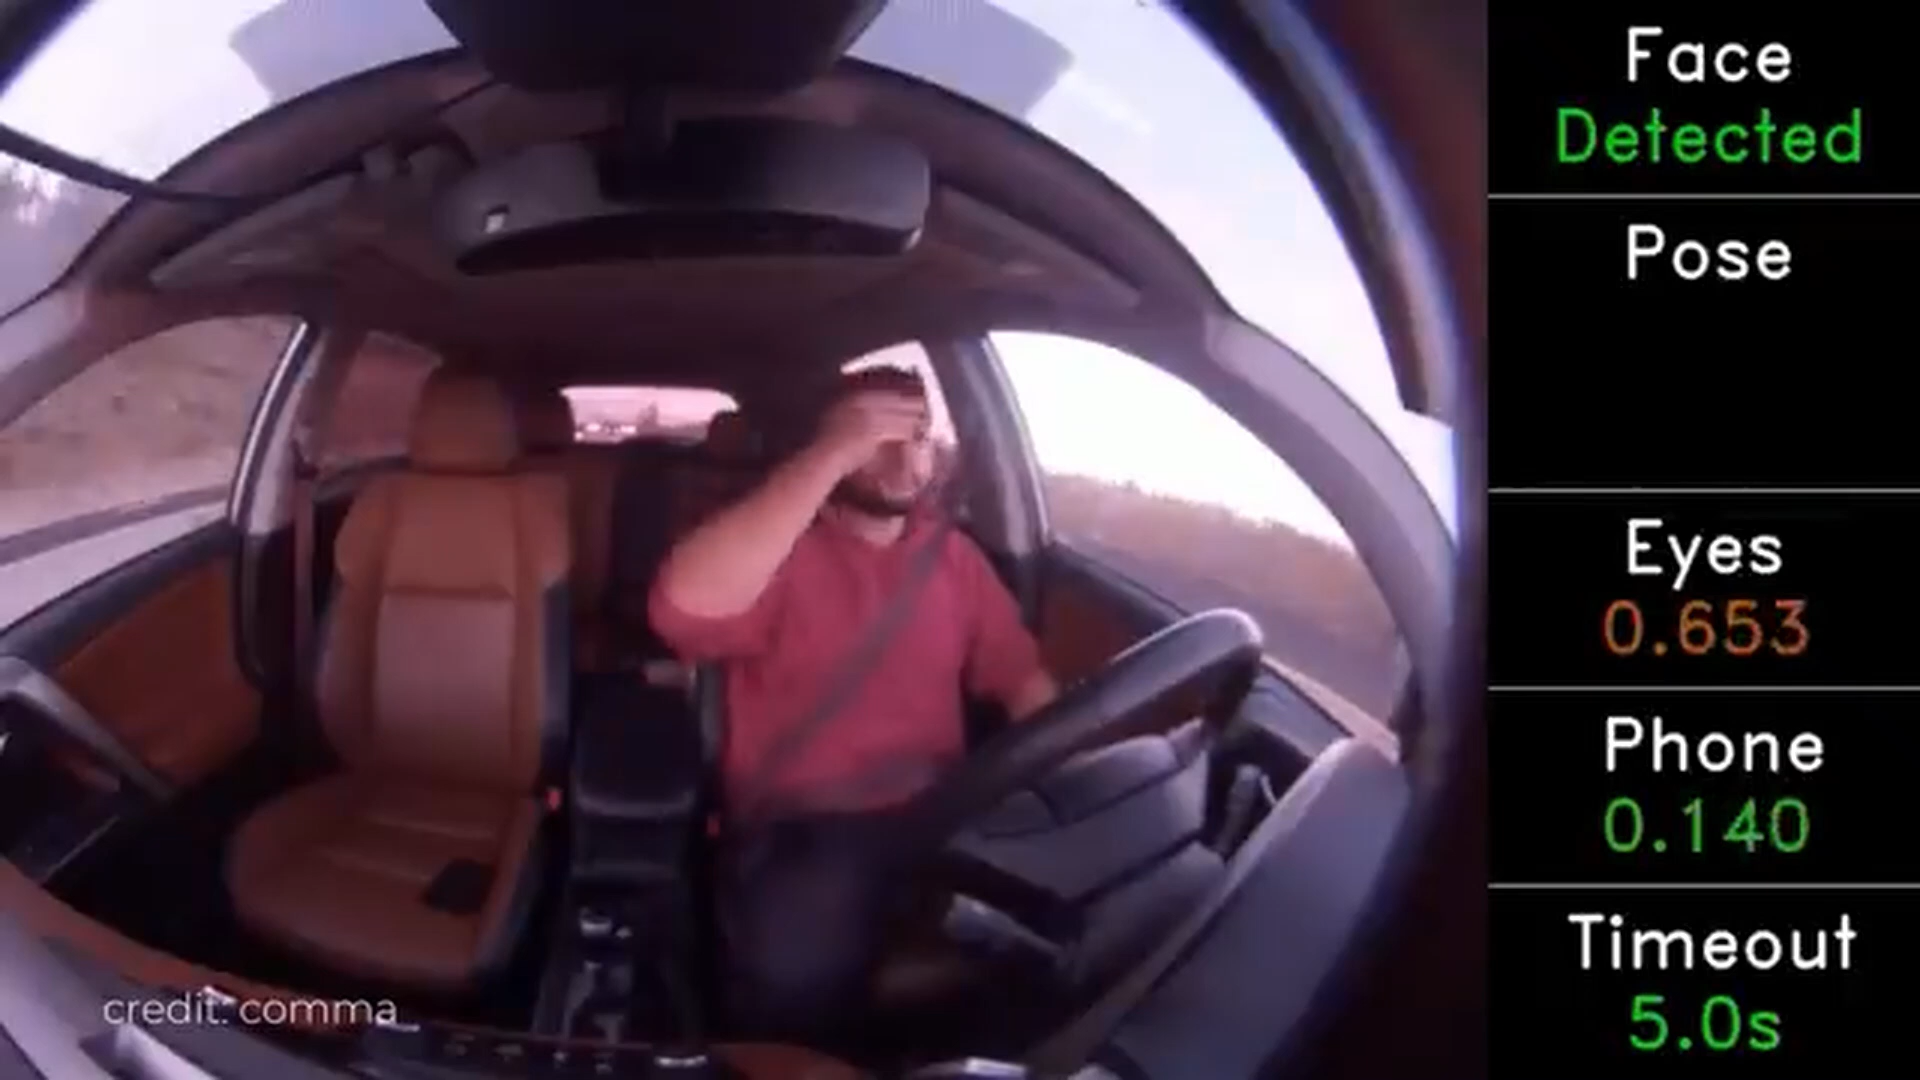 Face
Detected
Pose
Eyes
0.653
Phone
0.140
Timeout
5.0s
credit: comma